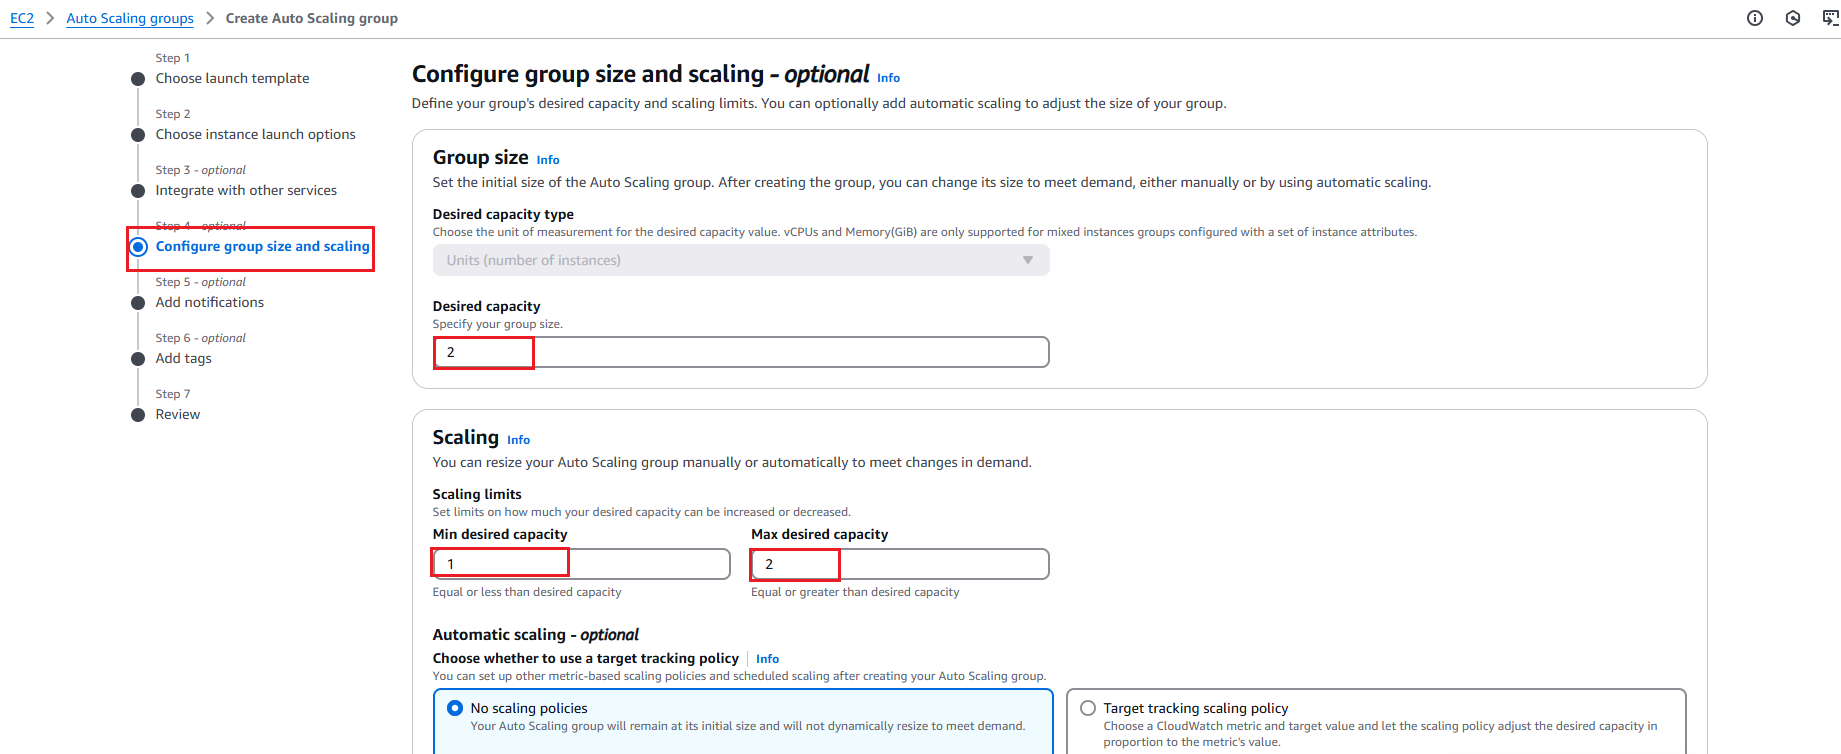 EC2 > Auto Scaling groups > Create Auto Scaling group
Step 1
Choose launch template
Step 2
Choose instance launch options
Step 3 - optional
Integrate with other services
Step 4 - optional
Configure group size and scaling
Step 5 - optional
Add notifications
Step 6 - optional
Add tags
Step 7
Review
Configure group size and scaling - optional Info
Define your group's desired capacity and scaling limits. You can optionally add automatic scaling to adjust the size of your group.
Group size Info
Set the initial size of the Auto Scaling group. After creating the group, you can change its size to meet demand, either manually or by using automatic scaling.
Desired capacity type
Choose the unit of measurement for the desired capacity value. vCPUs and Memory(GiB) are only supported for mixed instances groups configured with a set of instance attributes.
Units (number of instances)
Desired capacity
Specify your group size.
2
Scaling Info
You can resize your Auto Scaling group manually or automatically to meet changes in demand.
Scaling limits
Set limits on how much your desired capacity can be increased or decreased.
Min desired capacity
1
Equal or less than desired capacity
Max desired capacity
2
Equal or greater than desired capacity
Automatic scaling - optional
Choose whether to use a target tracking policy Info
You can set up other metric-based scaling policies and scheduled scaling after creating your Auto Scaling group.
No scaling policies
Your Auto Scaling group will remain at its initial size and will not dynamically resize to meet demand.
Target tracking scaling policy
Choose a CloudWatch metric and target value and let the scaling policy adjust the desired capacity in
proportion to the metric's value.